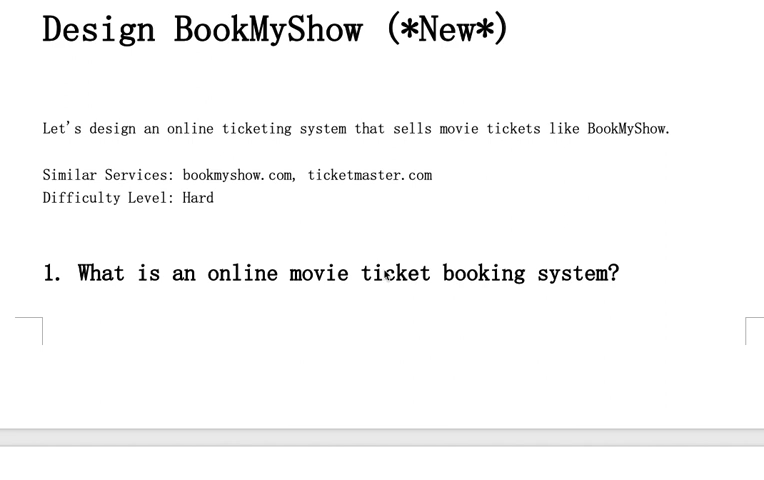 Design BookMyShow (*New*)
Let's design an online ticketing system that sells movie tickets like BookMyShow.
Similar Services: bookmyshow.com, ticketmaster.com
Difficulty Level: Hard
1. What is an online movie ticket booking system?